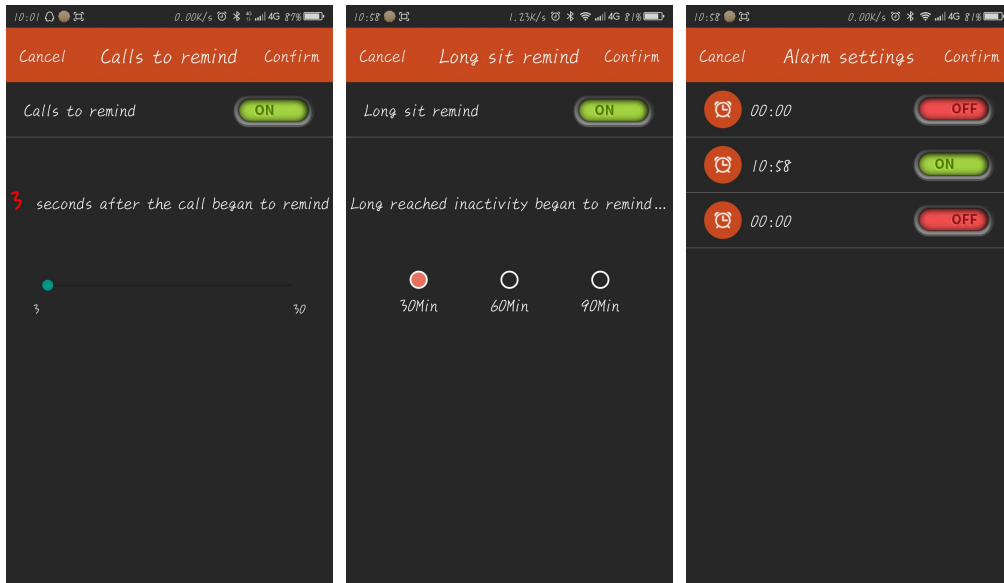 10:01 0.00K/s 4G 87%
Cancel Calls to remind Confirm
Calls to remind ON
3 seconds after the call began to remind
3 30
10:58 1.23K/s 4G 81%
Cancel Long sit remind Confirm
Long sit remind ON
Long reached inactivity began to remind...
30Min 60Min 90Min
10:58 0.00K/s 4G 81%
Cancel Alarm settings Confirm
00:00 OFF
10:58 ON
00:00 OFF